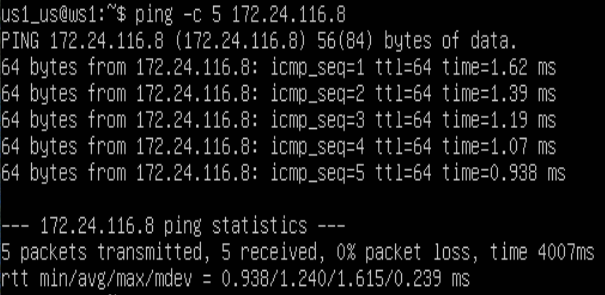 us1_us@ws1:~$ ping -c 5 172.24.116.8
PING 172.24.116.8 (172.24.116.8) 56(84) bytes of data.
64 bytes from 172.24.116.8: icmp_seq=1 ttl=64 time=1.62 ms
64 bytes from 172.24.116.8: icmp_seq=2 ttl=64 time=1.39 ms
64 bytes from 172.24.116.8: icmp_seq=3 ttl=64 time=1.19 ms
64 bytes from 172.24.116.8: icmp_seq=4 ttl=64 time=1.07 ms
64 bytes from 172.24.116.8: icmp_seq=5 ttl=64 time=0.938 ms
--- 172.24.116.8 ping statistics ---
5 packets transmitted, 5 received, 0% packet loss, time 4007ms
rtt min/avg/max/mdev = 0.938/1.240/1.615/0.239 ms